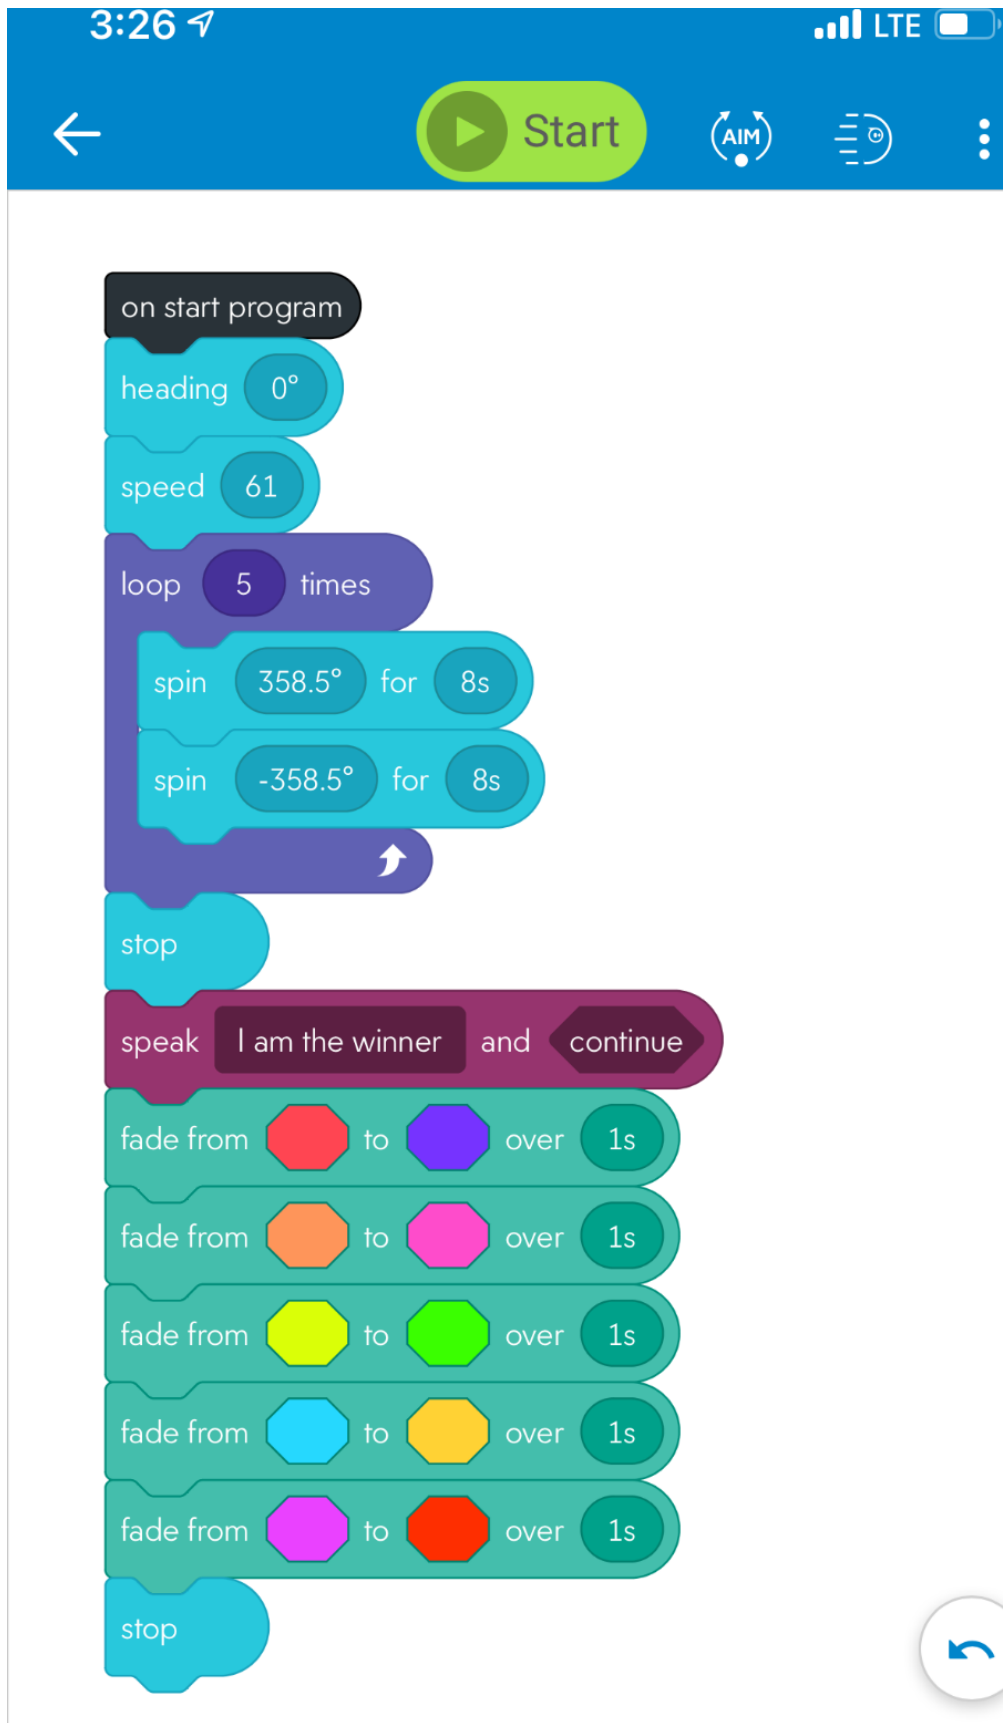 3:26 LTE
Start AIM
on start program
heading 0°
speed 61
loop 5 times
spin 358.5° for 8s
spin -358.5° for 8s
stop
speak I am the winner and continue
fade from to over 1s
fade from to over 1s
fade from to over 1s
fade from to over 1s
fade from to over 1s
stop